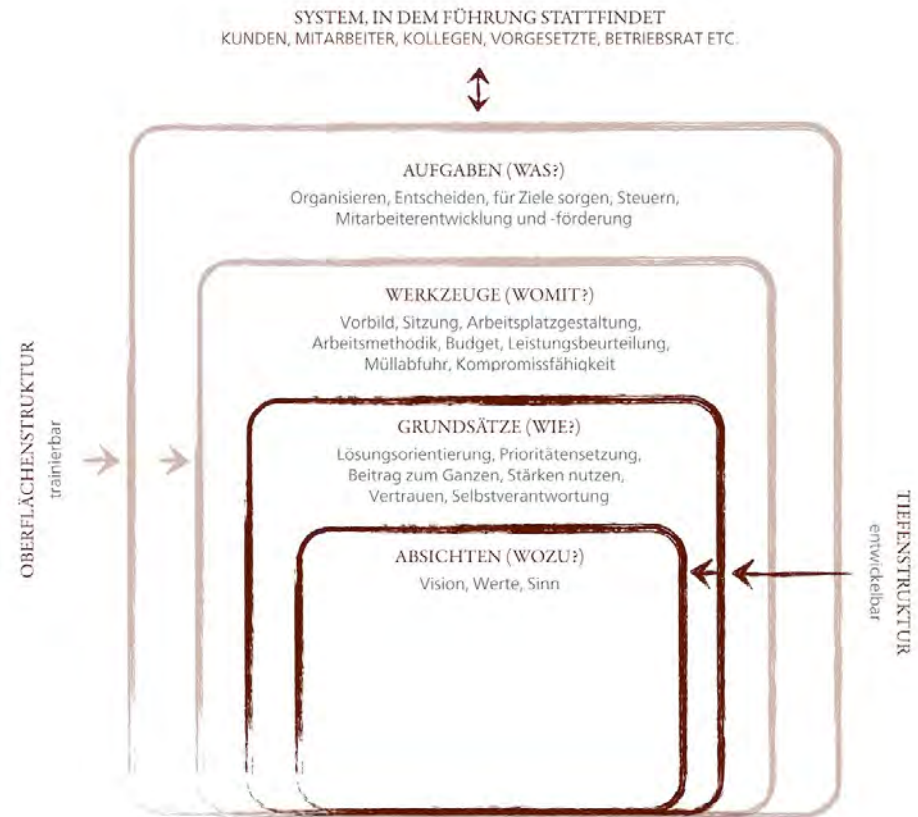 SYSTEM, IN DEM FÜHRUNG STATTFINDET
KUNDEN, MITARBEITER, KOLLEGEN, VORGESETZTE, BETRIEBSRAT ETC.
AUFGABEN (WAS?)
Organisieren, Entscheiden, für Ziele sorgen, Steuern,
Mitarbeiterentwicklung und -förderung
WERKZEUGE (WOMIT?)
Vorbild, Sitzung, Arbeitsplatzgestaltung,
Arbeitsmethodik, Budget, Leistungsbeurteilung,
Müllabfuhr, Kompromissfähigkeit
GRUNDSÄTZE (WIE?)
Lösungsorientierung, Prioritätensetzung,
Beitrag zum Ganzen, Stärken nutzen,
Vertrauen, Selbstverantwortung
ABSICHTEN (WOZU?)
Vision, Werte, Sinn
OBERFLÄCHENSTRUKTUR
trainierbar
TIEFENSTRUKTUR
entwickelbar